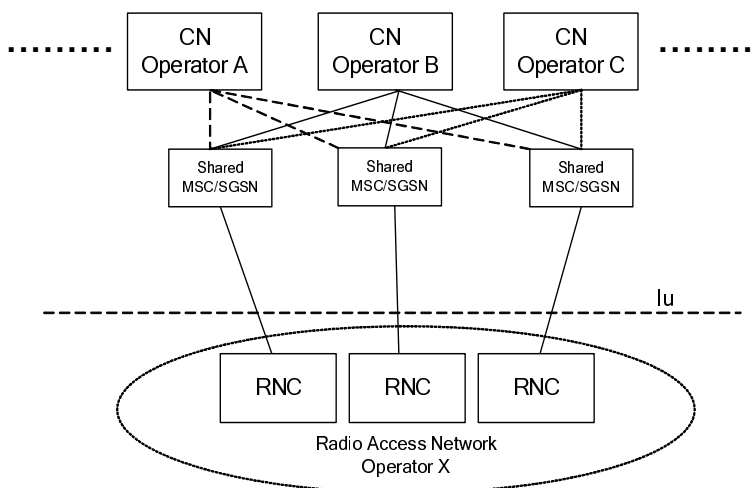 CN
Operator A
CN
Operator B
CN
Operator C
Shared
MSC/SGSN
Shared
MSC/SGSN
Shared
MSC/SGSN
Iu
RNC
RNC
RNC
Radio Access Network
Operator X